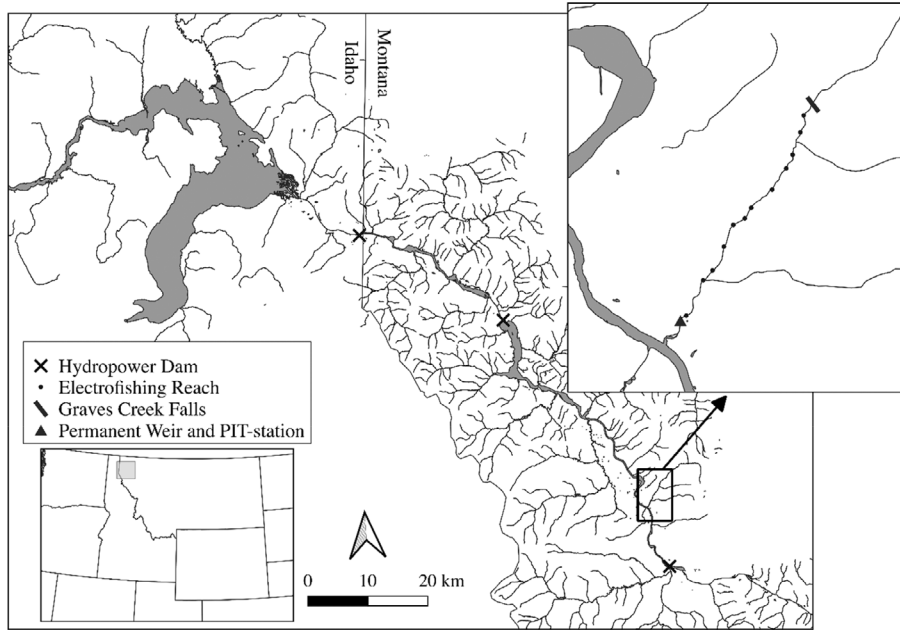 Idaho
Montana
Hydropower Dam
Electrofishing Reach
Graves Creek Falls
Permanent Weir and PIT-station
0 10 20 km